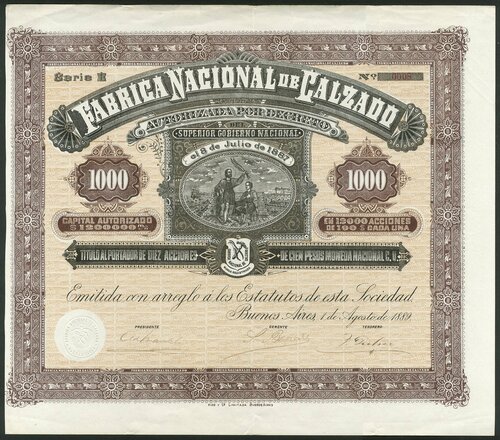 Serie E
Nº
FABRICA NACIONAL DE CALZADO
AUTORIZADA POR DECRETO
DEL
SUPERIOR GOBIERNO NACIONAL
el 8 de Julio de 1887
1000
1000
CAPITAL AUTORIZADO
$ 1200000 m/n
EN 12000 ACCIONES
DE 100 $ CADA UNA
TITULO AL PORTADOR DE DIEZ ACCIONES
DE CIEN PESOS MONEDA NACIONAL C/U
Emitida con arreglo á los Estatutos de esta Sociedad
Buenos Aires, 1 de Agosto de 1889.
PRESIDENTE
GERENTE
TESORERO